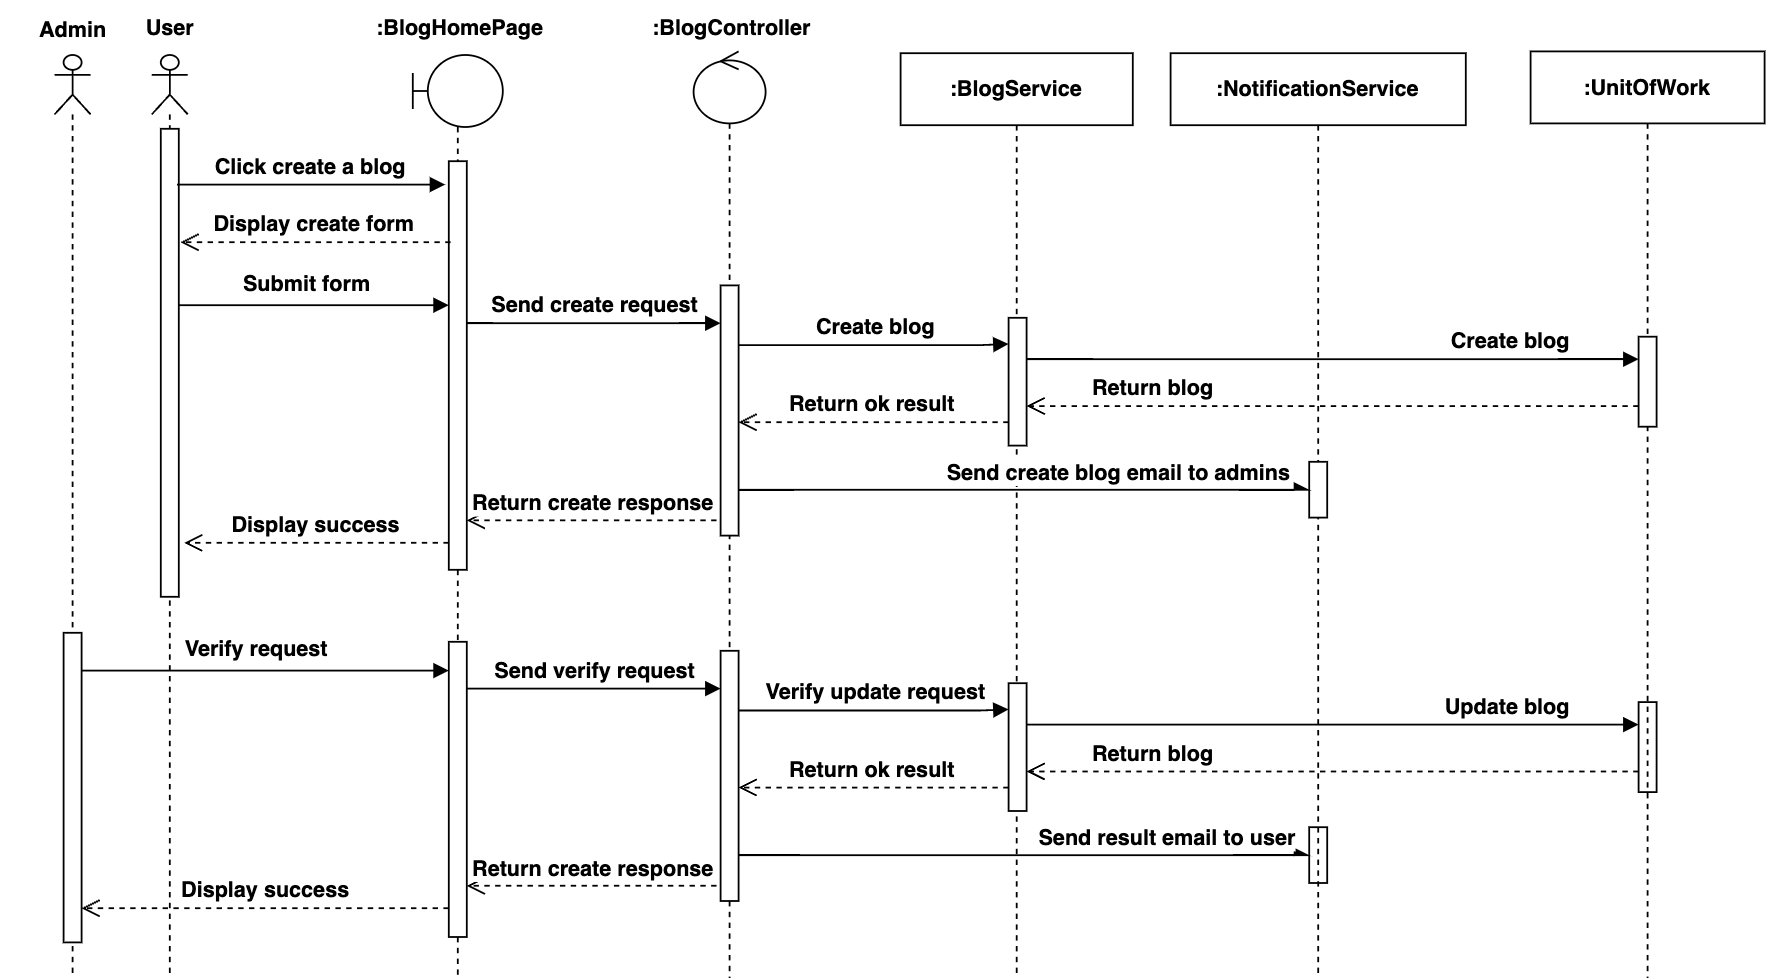 Admin
User
:BlogHomePage
:BlogController
:BlogService
:NotificationService
:UnitOfWork
Click create a blog
Display create form
Submit form
Send create request
Create blog
Create blog
Return blog
Return ok result
Send create blog email to admins
Return create response
Display success
Verify request
Send verify request
Verify update request
Update blog
Return blog
Return ok result
Send result email to user
Return create response
Display success